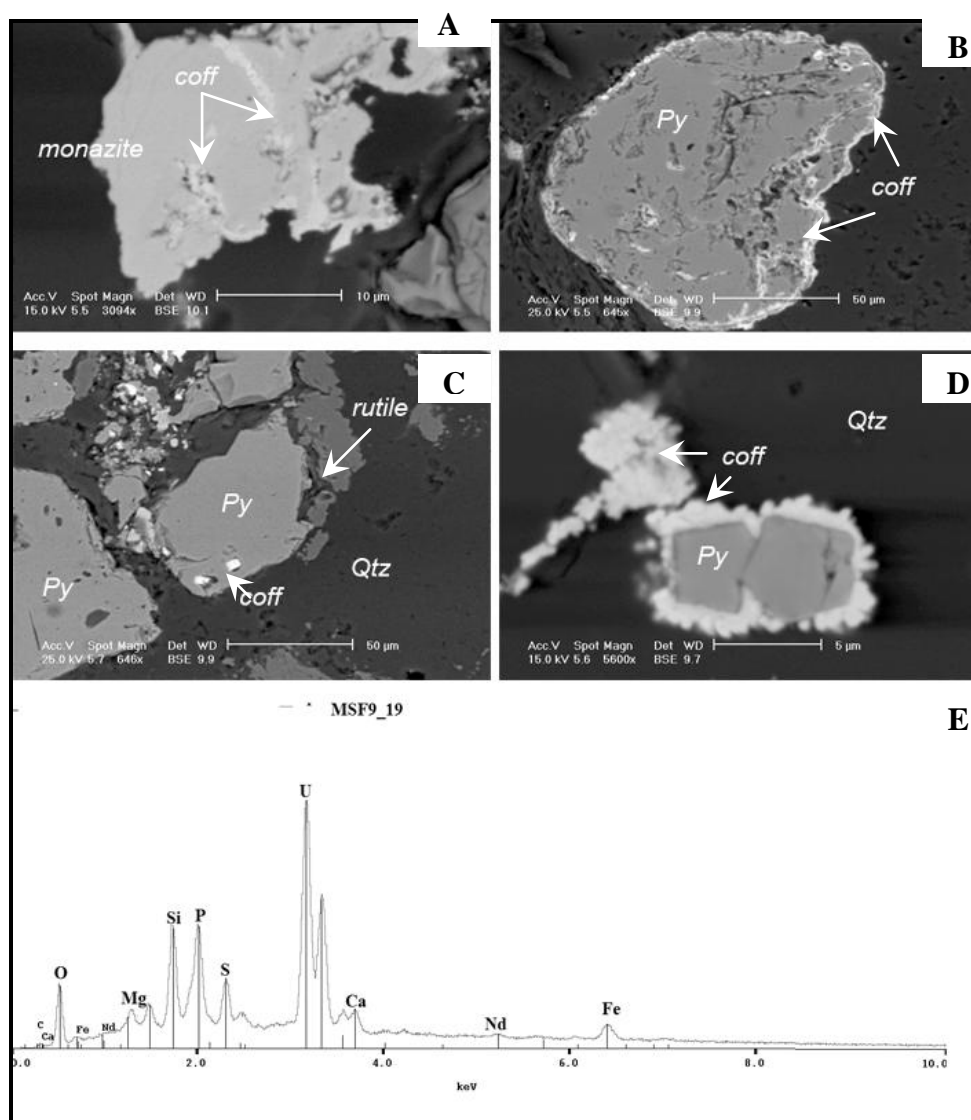 A
coff
monazite
Acc.V Spot Magn Det WD
15.0 kV 5.5 3094x BSE 10.1
10 µm
B
Py
coff
Acc.V Spot Magn Det WD
25.0 kV 5.5 645x BSE 9.9
50 µm
C
rutile
Py
Py
Qtz
coff
Acc.V Spot Magn Det WD
25.0 kV 5.7 646x BSE 9.9
50 µm
D
Qtz
coff
Py
Acc.V Spot Magn Det WD
15.0 kV 5.6 5600x BSE 9.7
5 µm
MSF9_19
E
U
Si
P
S
O
Mg
Ca
Fe
Nd
C
Ca
Fe
Nd
0.0 2.0 4.0 6.0 8.0 10.0
keV